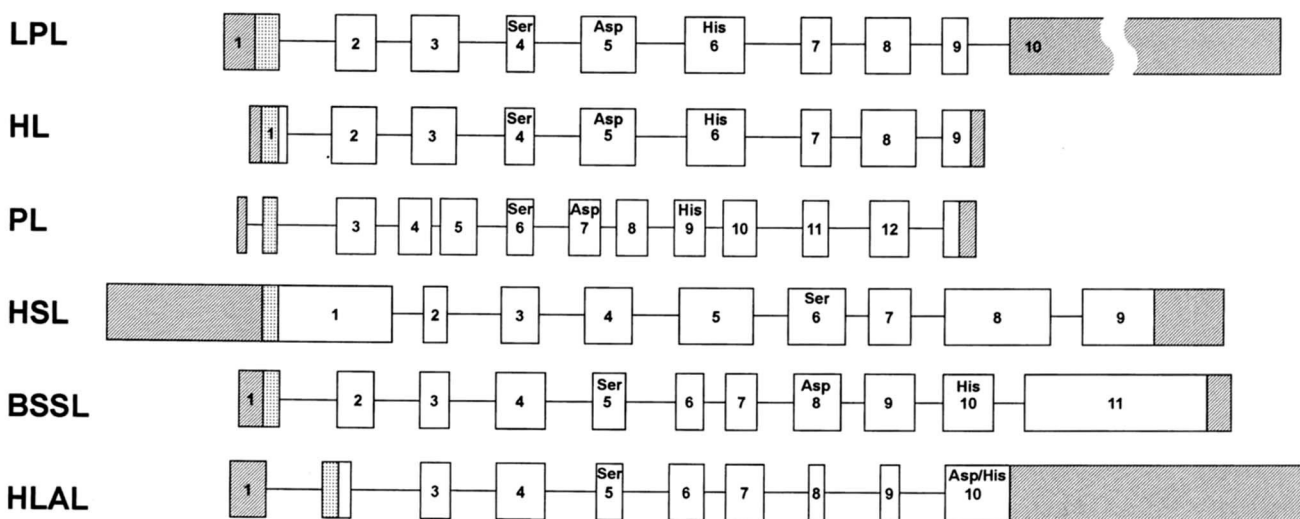 LPL 1 2 3 Ser 4 Asp 5 His 6 7 8 9 10
HL 1 2 3 Ser 4 Asp 5 His 6 7 8 9
PL 3 4 5 Ser 6 Asp 7 8 His 9 10 11 12
HSL 1 2 3 4 5 Ser 6 7 8 9
BSSL 1 2 3 4 Ser 5 6 7 Asp 8 9 His 10 11
HLAL 1 3 4 Ser 5 6 7 8 9 Asp/His 10